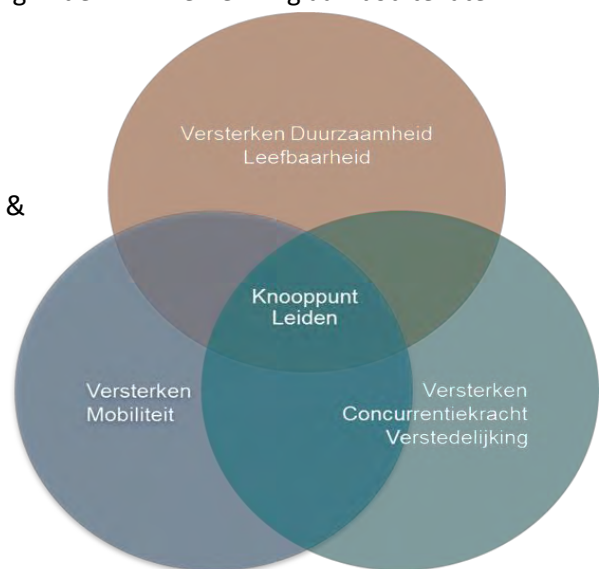 Versterken Duurzaamheid
Leefbaarheid
&
Knooppunt
Leiden
Versterken
Mobiliteit
Versterken
Concurrentiekracht
Verstedelijking